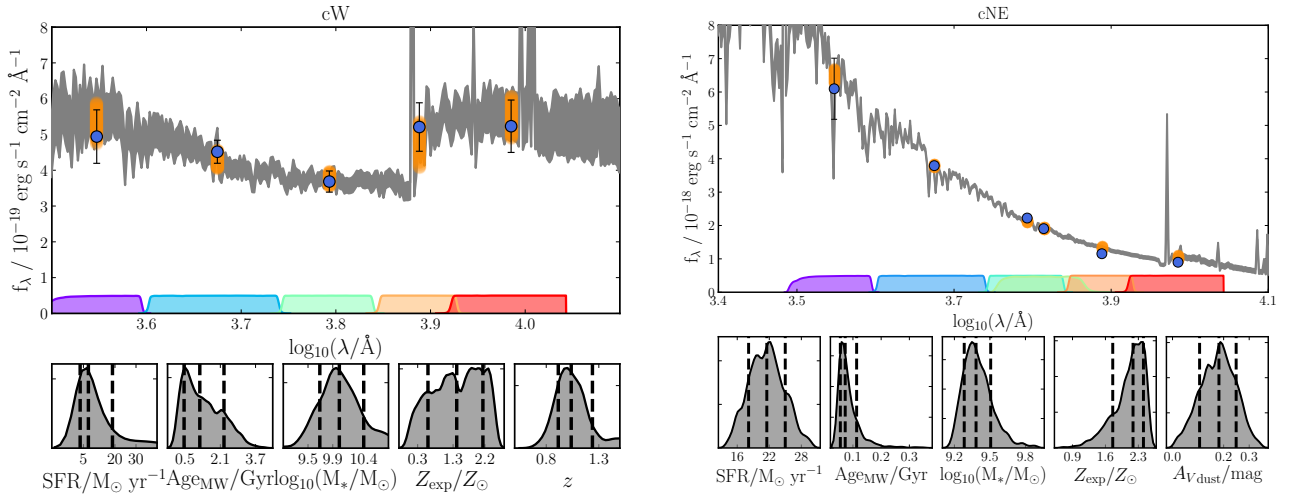 cW
8
7
6
5
4
3
2
1
0
f_λ / 10⁻¹⁹ erg s⁻¹ cm⁻² Å⁻¹
3.6 3.7 3.8 3.9 4.0
log₁₀(λ/Å)
5 20 30
0.5 2.1 3.7
9.5 9.9 10.4
0.3 1.3 2.2
0.8 1.3
SFR/M⊙ yr⁻¹ Age_MW/Gyr log₁₀(M_*/M⊙) Z_exp/Z⊙ z
cNE
8
7
6
5
4
3
2
1
0
f_λ / 10⁻¹⁸ erg s⁻¹ cm⁻² Å⁻¹
3.4 3.5 3.7 3.9 4.1
log₁₀(λ/Å)
16 22 28
0.1 0.2 0.3
9.2 9.5 9.8
0.9 1.6 2.3
0.0 0.2 0.3
SFR/M⊙ yr⁻¹ Age_MW/Gyr log₁₀(M_*/M⊙) Z_exp/Z⊙ A_V dust/mag